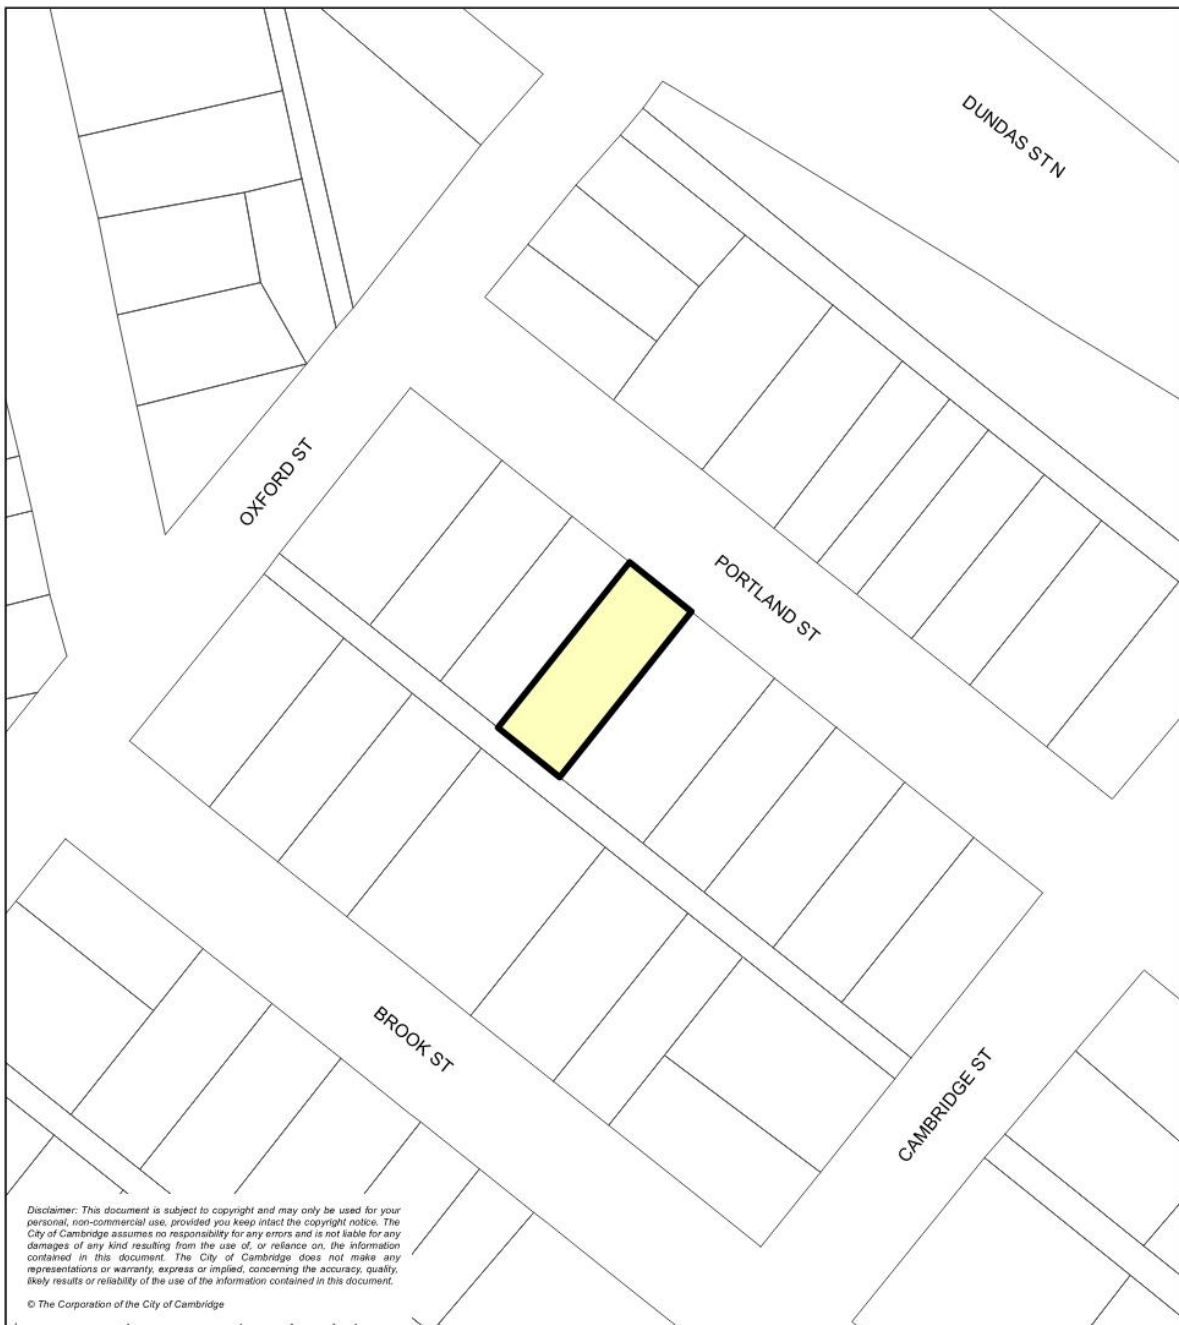 DUNDAS ST N
OXFORD ST
PORTLAND ST
BROOK ST
CAMBRIDGE ST
Disclaimer: This document is subject to copyright and may only be used for your
personal, non-commercial use, provided you keep intact the copyright notice. The
City of Cambridge assumes no responsibility for any errors and is not liable for any
damages of any kind resulting from the use of, or reliance on, the information
contained in this document. The City of Cambridge does not make any
representations or warranty, express or implied, concerning the accuracy, quality,
likely results or reliability of the use of the information contained in this document.
© The Corporation of the City of Cambridge